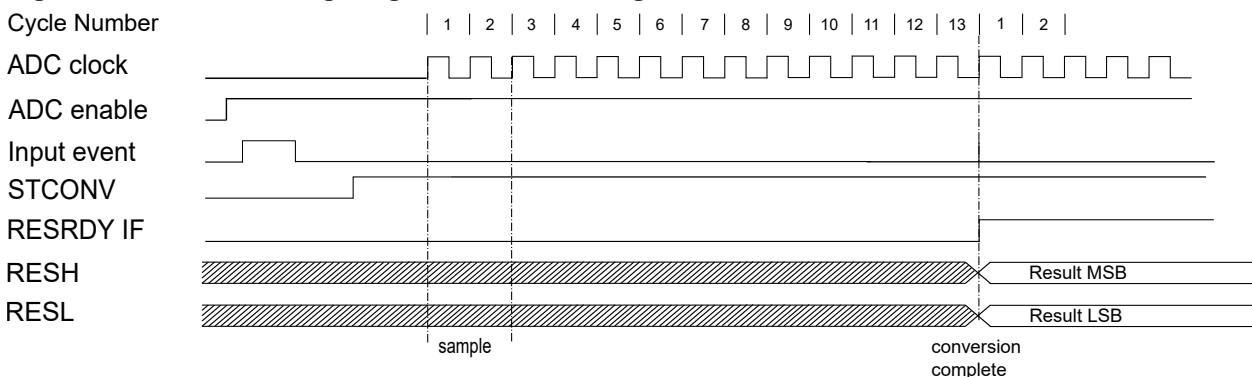 Cycle Number 1 2 3 4 5 6 7 8 9 10 11 12 13 1 2
ADC clock
ADC enable
Input event
STCONV
RESRDY IF
RESH Result MSB
RESL Result LSB
sample conversion
complete